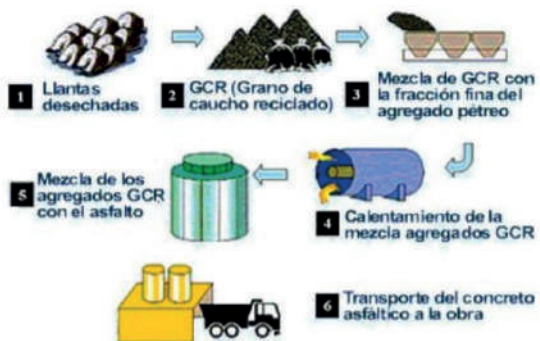 1 Llantas
desechadas
2 GCR (Grano de
caucho reciclado)
3 Mezcla de GCR con
la fracción fina del
agregado pétreo
4 Calentamiento de la
mezcla agregados GCR
5 Mezcla de los
agregados GCR
con el asfalto
6 Transporte del concreto
asfáltico a la obra